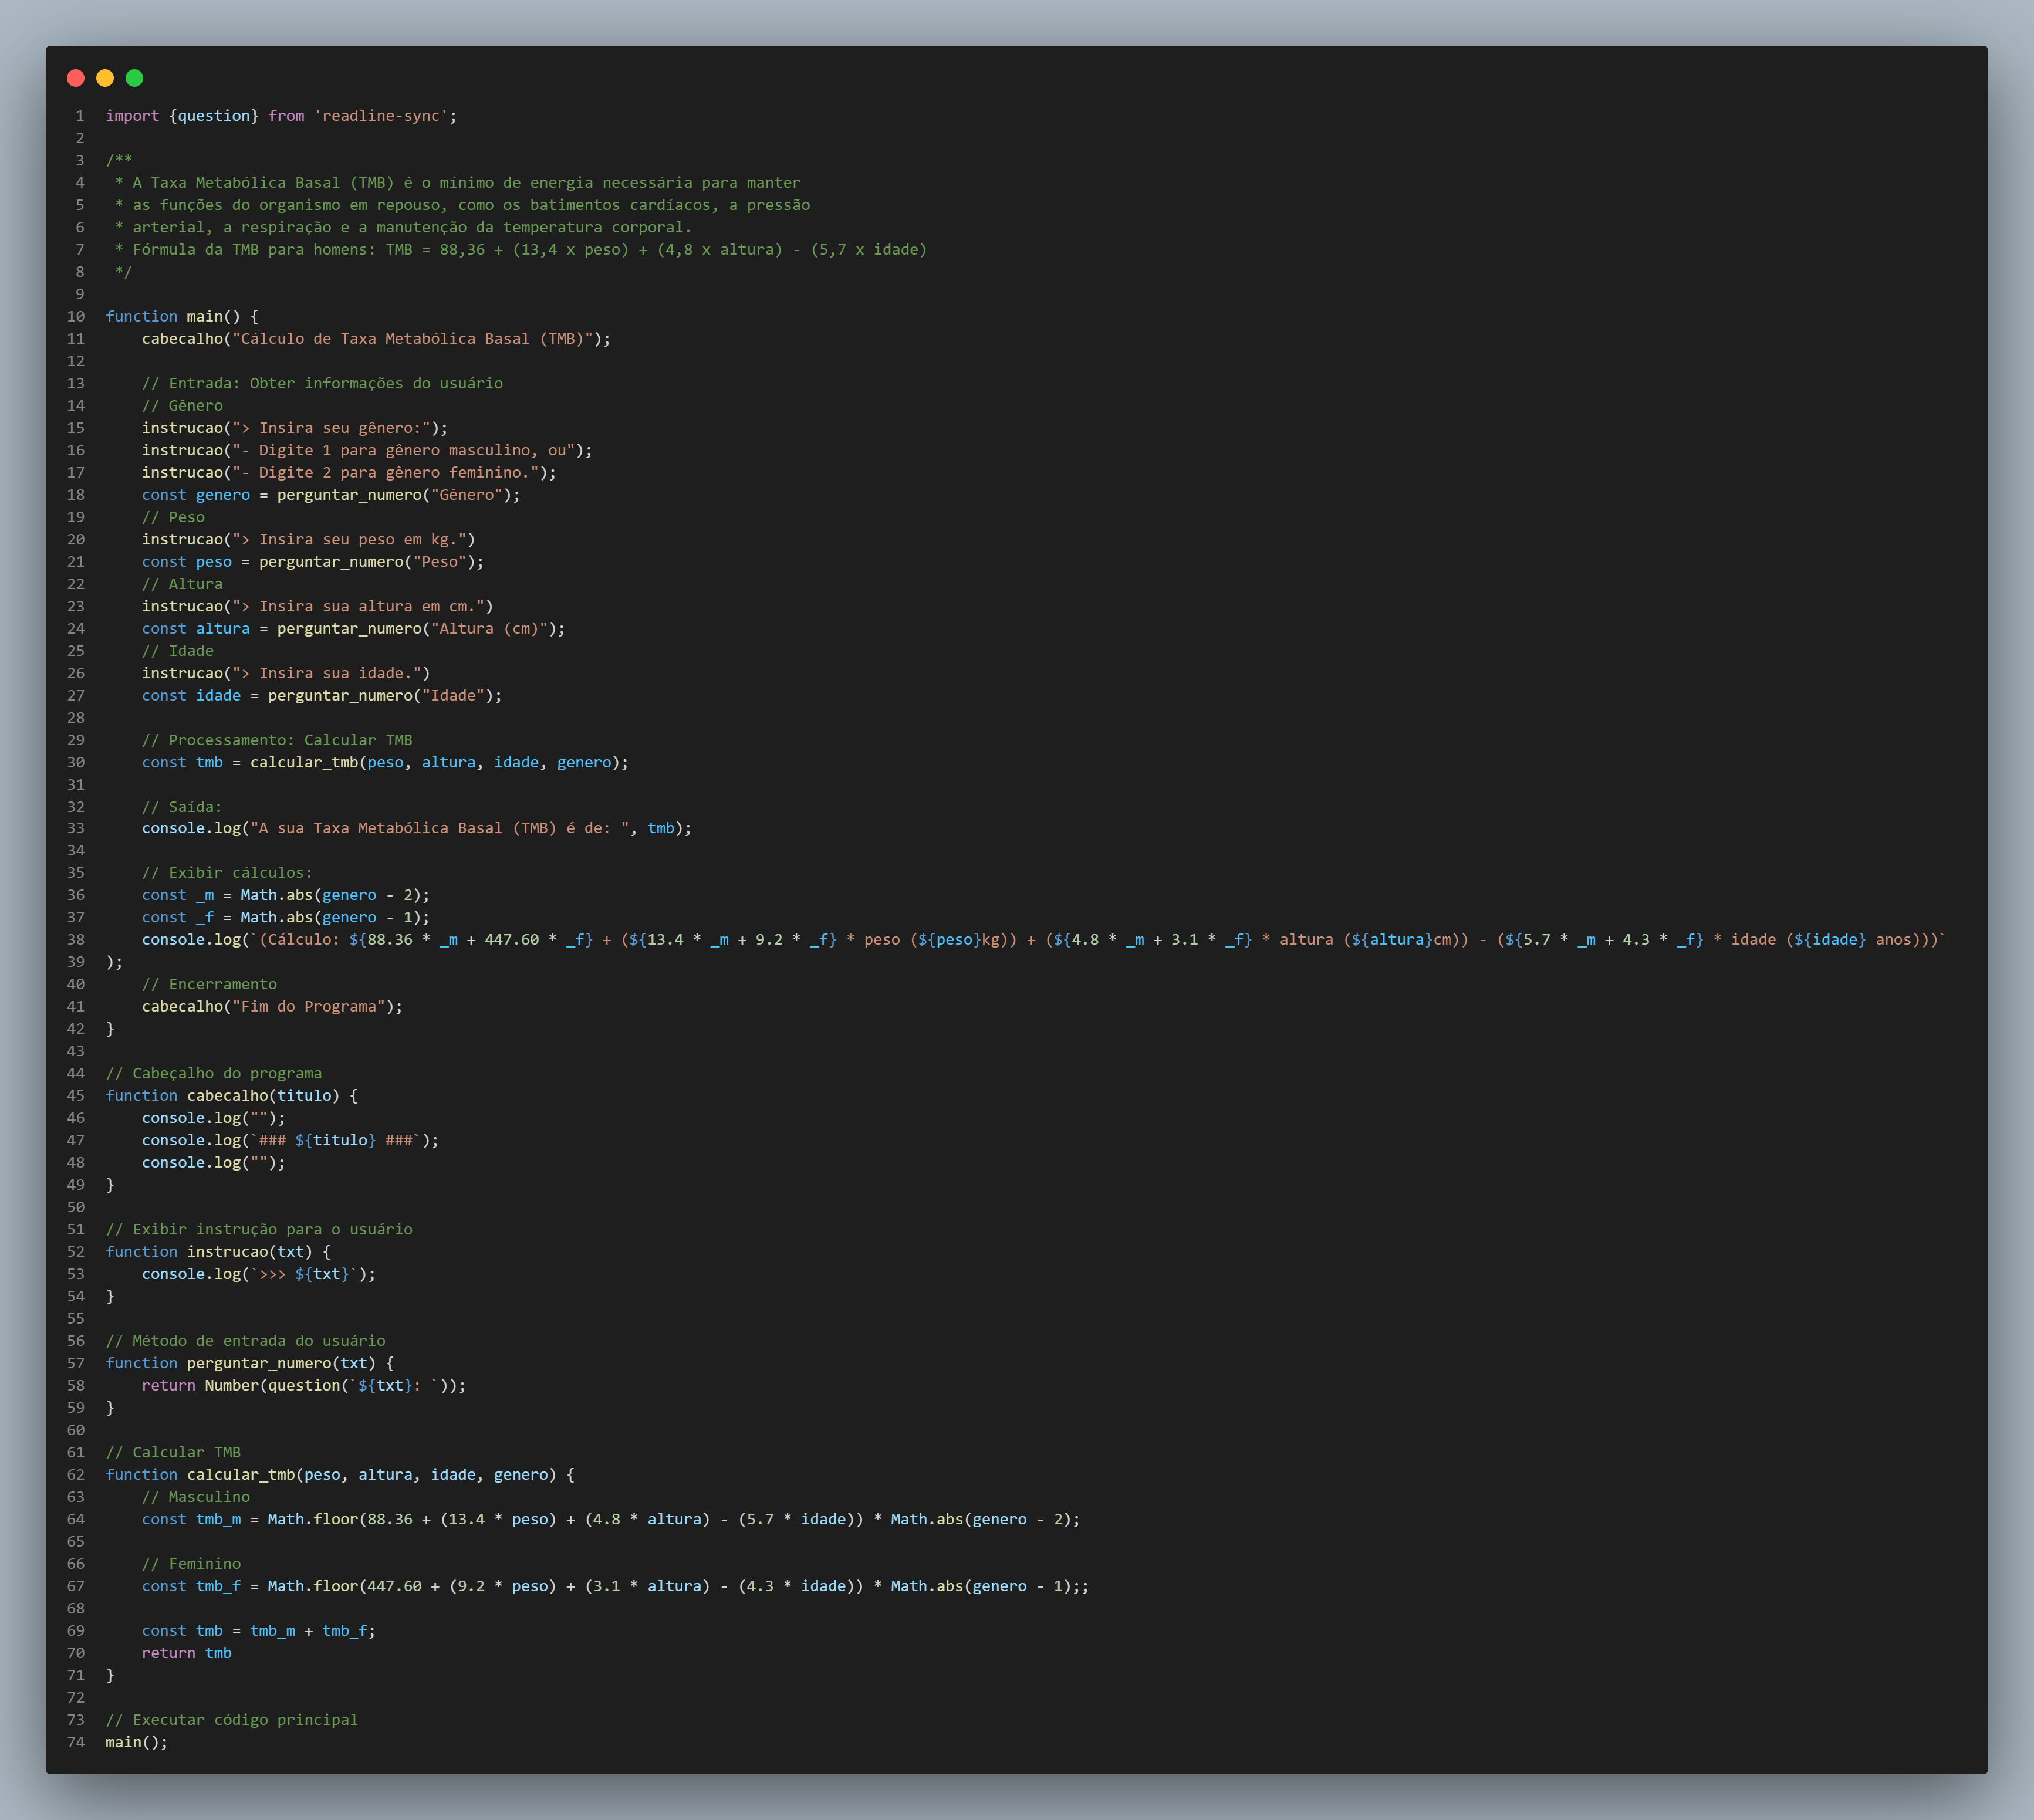 1 import {question} from 'readline-sync';
2
3 /**
4  * A Taxa Metabólica Basal (TMB) é o mínimo de energia necessária para manter
5  * as funções do organismo em repouso, como os batimentos cardíacos, a pressão
6  * arterial, a respiração e a manutenção da temperatura corporal.
7  * Fórmula da TMB para homens: TMB = 88,36 + (13,4 x peso) + (4,8 x altura) - (5,7 x idade)
8  */
9
10 function main() {
11     cabecalho("Cálculo de Taxa Metabólica Basal (TMB)");
12
13     // Entrada: Obter informações do usuário
14     // Gênero
15     instrucao("> Insira seu gênero:");
16     instrucao("- Digite 1 para gênero masculino, ou");
17     instrucao("- Digite 2 para gênero feminino.");
18     const genero = perguntar_numero("Gênero");
19     // Peso
20     instrucao("> Insira seu peso em kg.")
21     const peso = perguntar_numero("Peso");
22     // Altura
23     instrucao("> Insira sua altura em cm.")
24     const altura = perguntar_numero("Altura (cm)");
25     // Idade
26     instrucao("> Insira sua idade.")
27     const idade = perguntar_numero("Idade");
28
29     // Processamento: Calcular TMB
30     const tmb = calcular_tmb(peso, altura, idade, genero);
31
32     // Saída:
33     console.log("A sua Taxa Metabólica Basal (TMB) é de: ", tmb);
34
35     // Exibir cálculos:
36     const _m = Math.abs(genero - 2);
37     const _f = Math.abs(genero - 1);
38     console.log(`(Cálculo: ${88.36 * _m + 447.60 * _f} + (${13.4 * _m + 9.2 * _f} * peso (${peso}kg)) + (${4.8 * _m + 3.1 * _f} * altura (${altura}cm)) - (${5.7 * _m + 4.3 * _f} * idade (${idade} anos)))`
39 );
40     // Encerramento
41     cabecalho("Fim do Programa");
42 }
43
44 // Cabeçalho do programa
45 function cabecalho(titulo) {
46     console.log("");
47     console.log(`### ${titulo} ###`);
48     console.log("");
49 }
50
51 // Exibir instrução para o usuário
52 function instrucao(txt) {
53     console.log(`>>> ${txt}`);
54 }
55
56 // Método de entrada do usuário
57 function perguntar_numero(txt) {
58     return Number(question(`${txt}: `));
59 }
60
61 // Calcular TMB
62 function calcular_tmb(peso, altura, idade, genero) {
63     // Masculino
64     const tmb_m = Math.floor(88.36 + (13.4 * peso) + (4.8 * altura) - (5.7 * idade)) * Math.abs(genero - 2);
65
66     // Feminino
67     const tmb_f = Math.floor(447.60 + (9.2 * peso) + (3.1 * altura) - (4.3 * idade)) * Math.abs(genero - 1);;
68
69     const tmb = tmb_m + tmb_f;
70     return tmb
71 }
72
73 // Executar código principal
74 main();